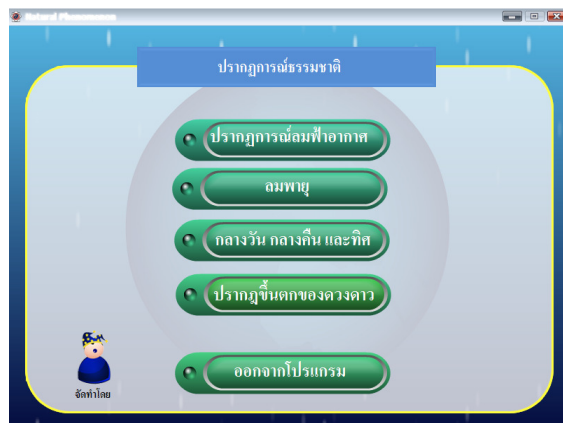 Natural Phenomenon
ปรากฏการณ์ธรรมชาติ
ปรากฏการณ์ลมฟ้าอากาศ
ลมพายุ
กลางวัน กลางคืน และทิศ
ปรากฎขึ้นตกของดวงดาว
ออกจากโปรแกรม
จัดทำโดย